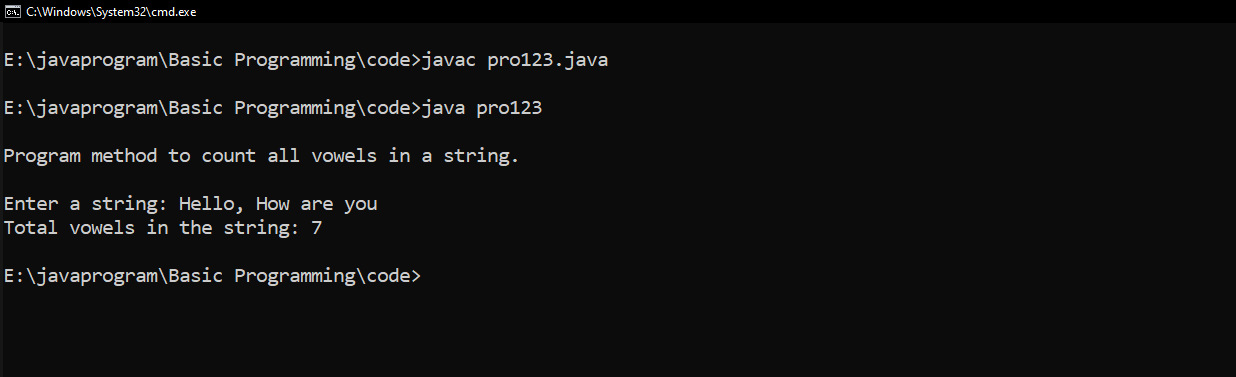 C:\Windows\System32\cmd.exe
E:\javaprogram\Basic Programming\code>javac pro123.java
E:\javaprogram\Basic Programming\code>java pro123
Program method to count all vowels in a string.
Enter a string: Hello, How are you
Total vowels in the string: 7
E:\javaprogram\Basic Programming\code>